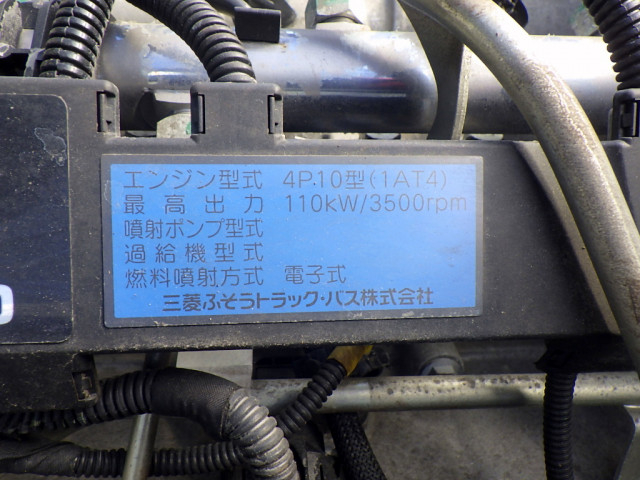 エンジン型式 4P10型(1AT4)
最高出力 110kW/3500rpm
噴射ポンプ型式
過給機型式
燃料噴射方式 電子式
三菱ふそうトラック・バス株式会社